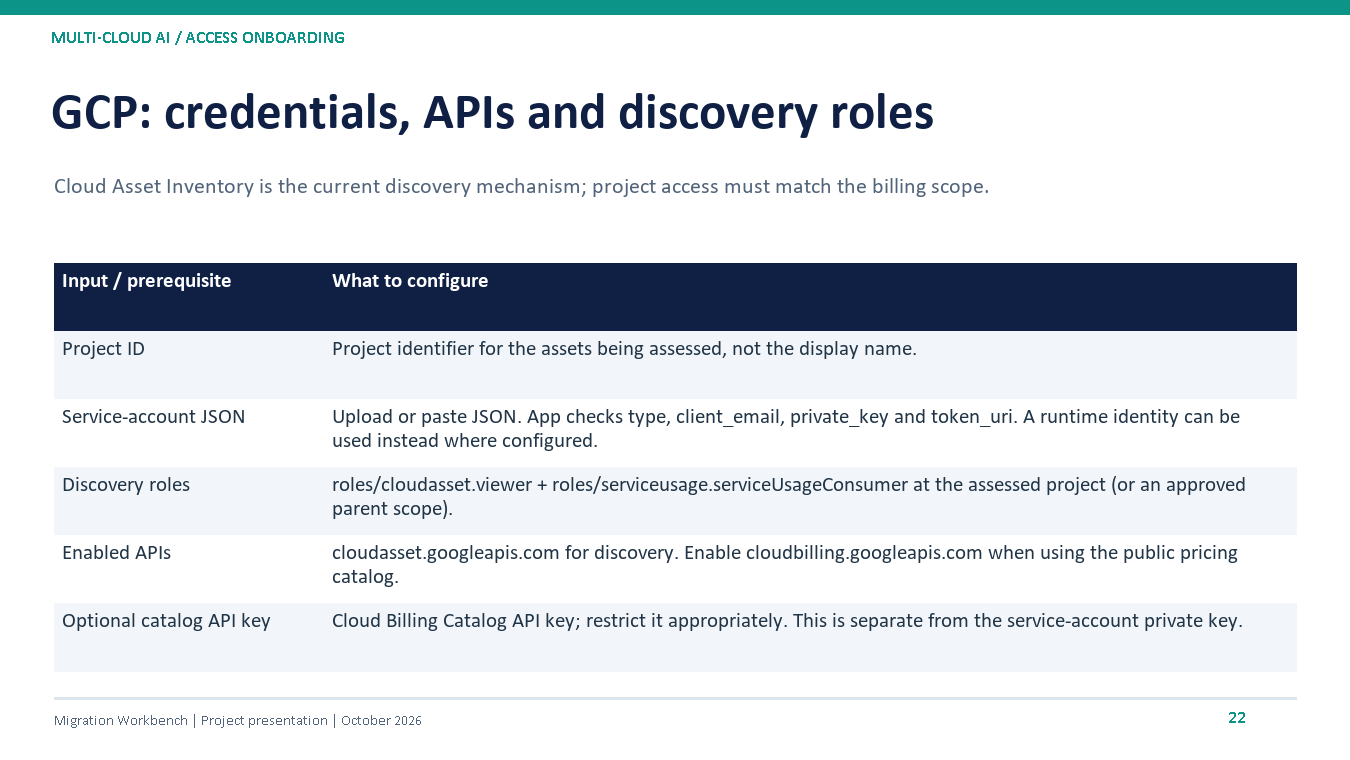 MULTI-CLOUD AI / ACCESS ONBOARDING
GCP: credentials, APIs and discovery roles
Cloud Asset Inventory is the current discovery mechanism; project access must match the billing scope.
Input / prerequisite
What to configure
Project ID
Project identifier for the assets being assessed, not the display name.
Service-account JSON
Upload or paste JSON. App checks type, client_email, private_key and token_uri. A runtime identity can be
used instead where configured.
Discovery roles
roles/cloudasset.viewer + roles/serviceusage.serviceUsageConsumer at the assessed project (or an approved
parent scope).
Enabled APIs
cloudasset.googleapis.com for discovery. Enable cloudbilling.googleapis.com when using the public pricing
catalog.
Optional catalog API key
Cloud Billing Catalog API key; restrict it appropriately. This is separate from the service-account private key.
Migration Workbench | Project presentation | October 2026
22